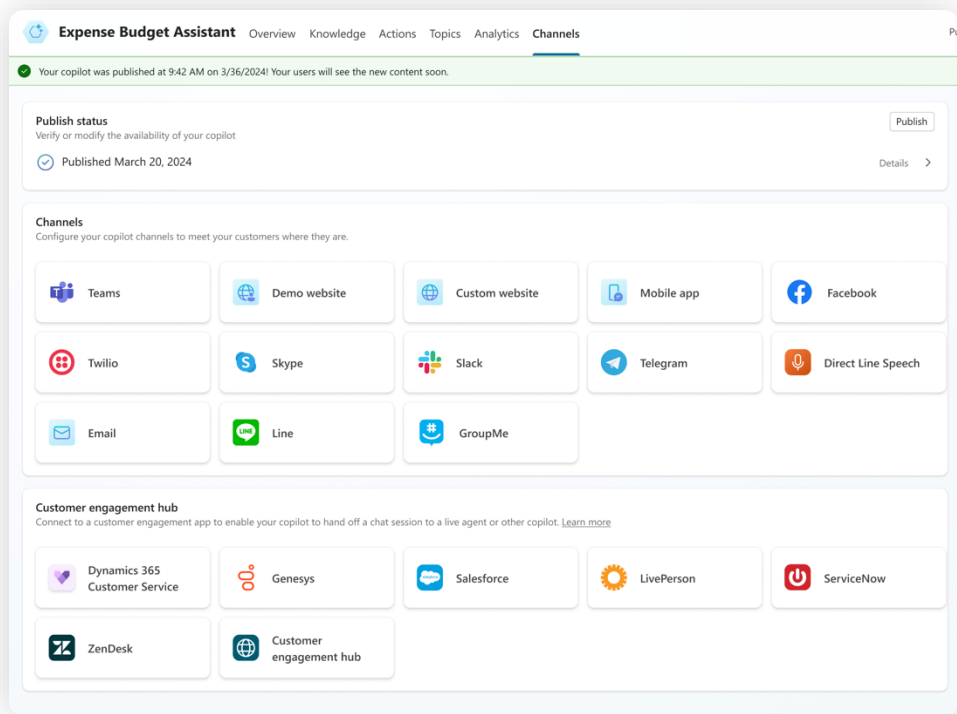 Expense Budget Assistant Overview Knowledge Actions Topics Analytics Channels
Your copilot was published at 9:42 AM on 3/36/2024! Your users will see the new content soon.
Publish status
Publish
Verify or modify the availability of your copilot
Published March 20, 2024
Details
Channels
Configure your copilot channels to meet your customers where they are.
Teams
Demo website
Custom website
Mobile app
Facebook
Twilio
Skype
Slack
Telegram
Direct Line Speech
Email
LINE
Line
GroupMe
Customer engagement hub
Connect to a customer engagement app to enable your copilot to hand off a chat session to a live agent or other copilot. Learn more
Dynamics 365
Customer Service
Genesys
salesforce
Salesforce
LivePerson
ServiceNow
ZenDesk
Customer
engagement hub